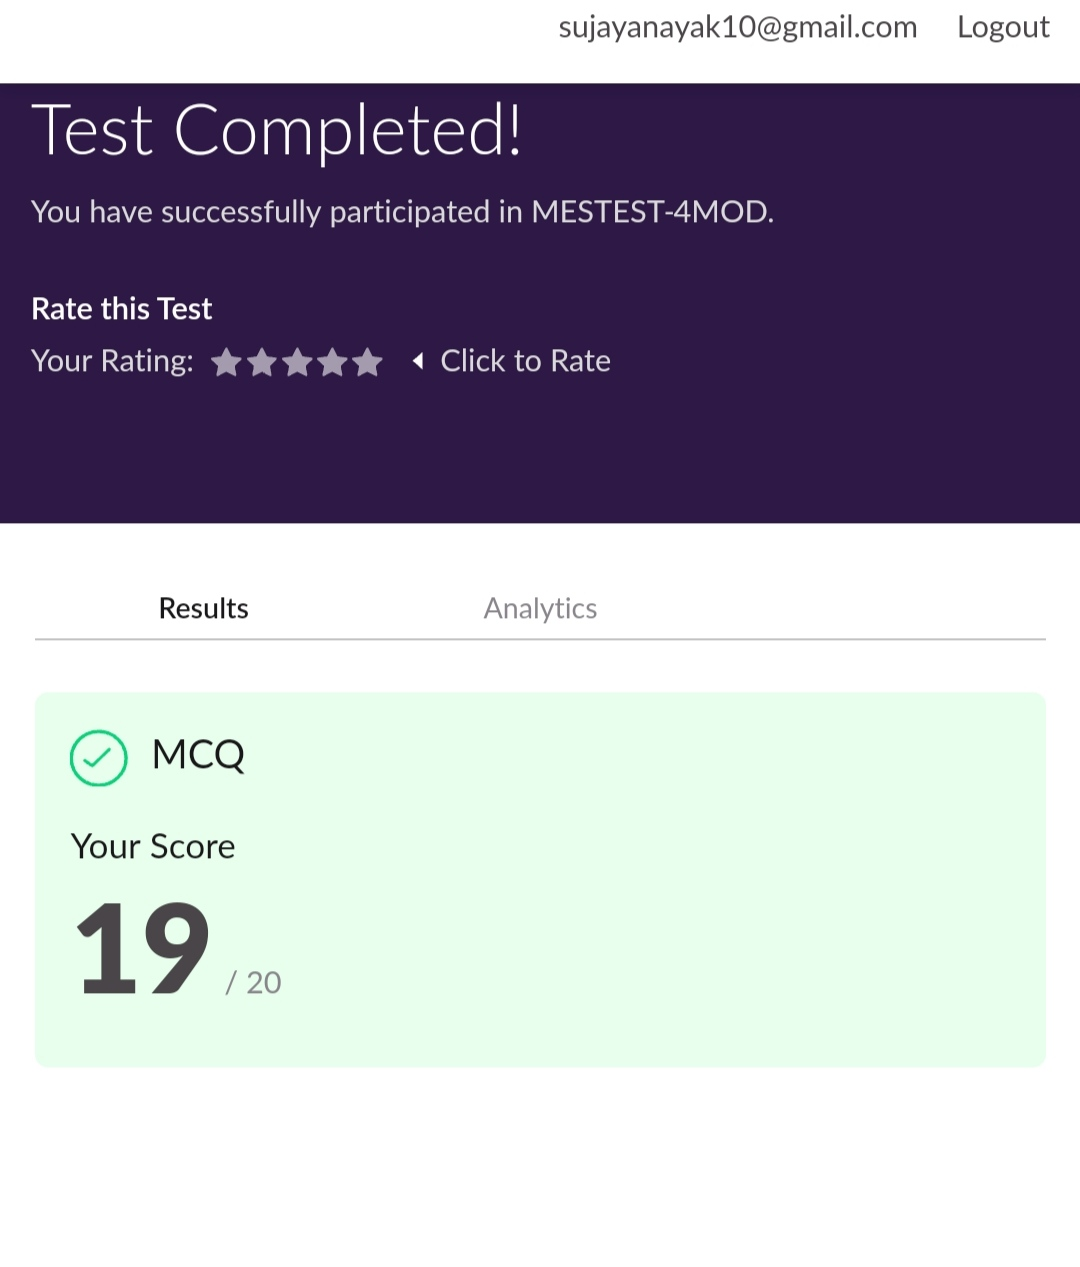 sujayanayak10@gmail.com Logout
Test Completed!
You have successfully participated in MESTEST-4MOD.
Rate this Test
Your Rating: Click to Rate
Results Analytics
MCQ
Your Score
19 / 20